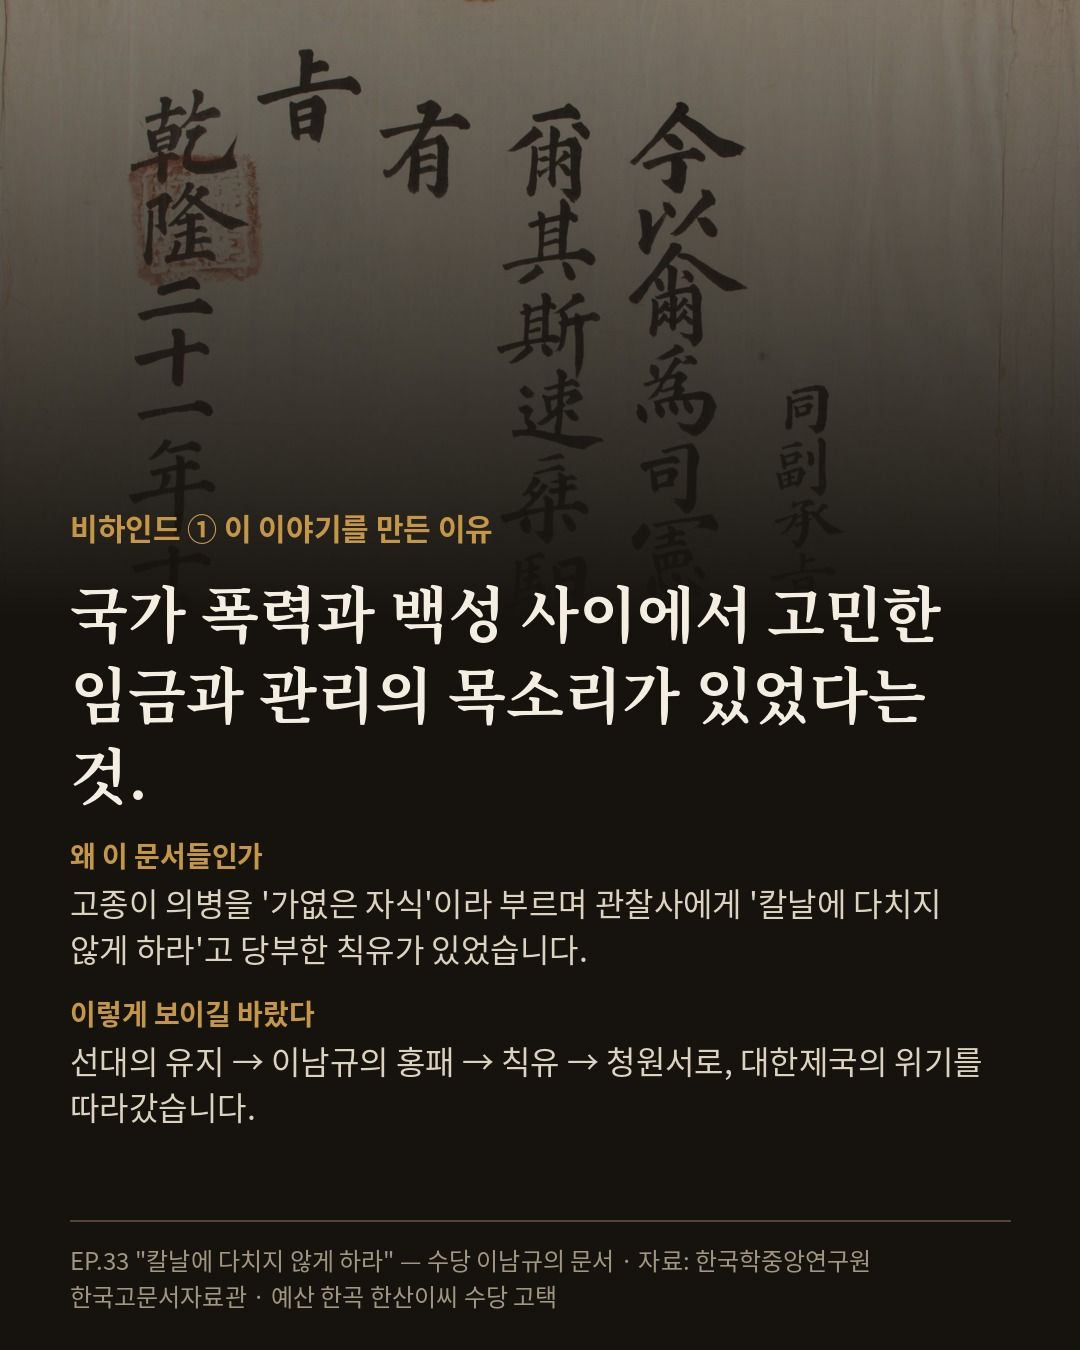 同副承旨
今以爾爲司憲
爾其斯速乗馹
有
旨
乾隆二十一年十
비하인드 ① 이 이야기를 만든 이유
국가 폭력과 백성 사이에서 고민한
임금과 관리의 목소리가 있었다는
것.
왜 이 문서들인가
고종이 의병을 '가엾은 자식'이라 부르며 관찰사에게 '칼날에 다치지
않게 하라'고 당부한 칙유가 있었습니다.
이렇게 보이길 바랐다
선대의 유지 → 이남규의 홍패 → 칙유 → 청원서로, 대한제국의 위기를
따라갔습니다.
EP.33 "칼날에 다치지 않게 하라" — 수당 이남규의 문서 · 자료: 한국학중앙연구원
한국고문서자료관 · 예산 한곡 한산이씨 수당 고택